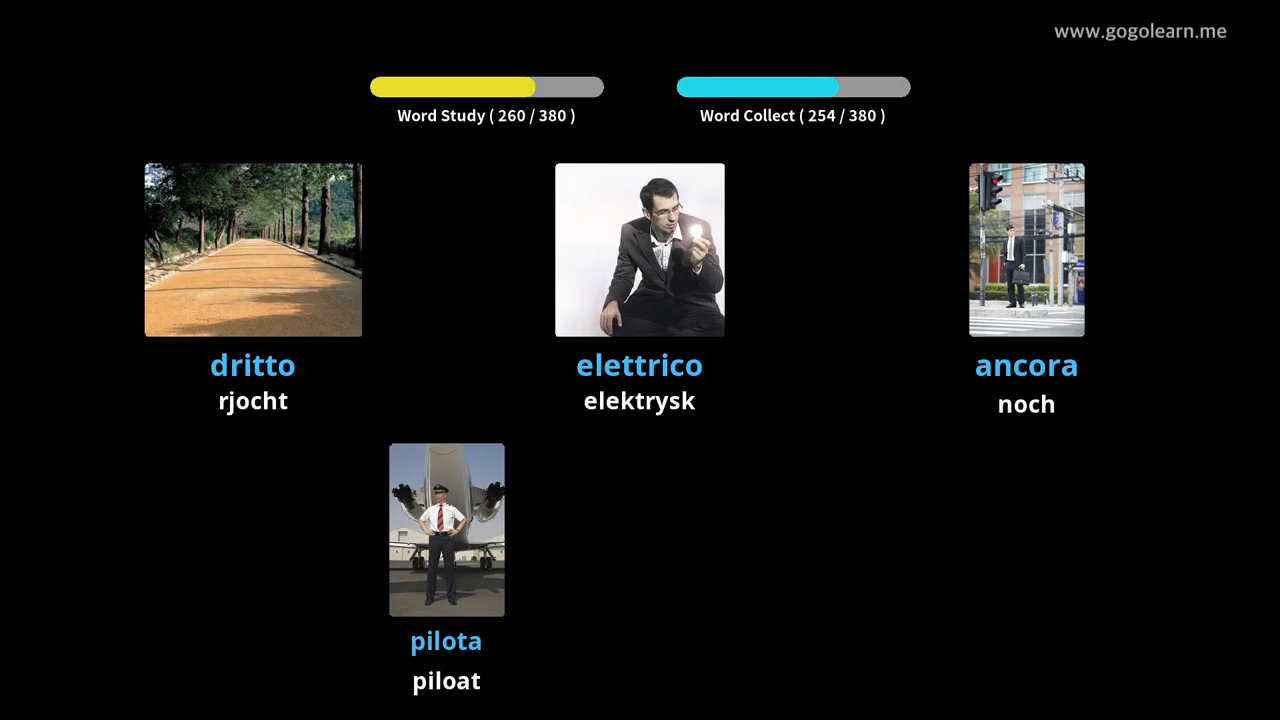 www.gogolearn.me
Word Study ( 260 / 380 )
Word Collect ( 254 / 380 )
dritto
rjocht
elettrico
elektrysk
ancora
noch
pilota
piloat